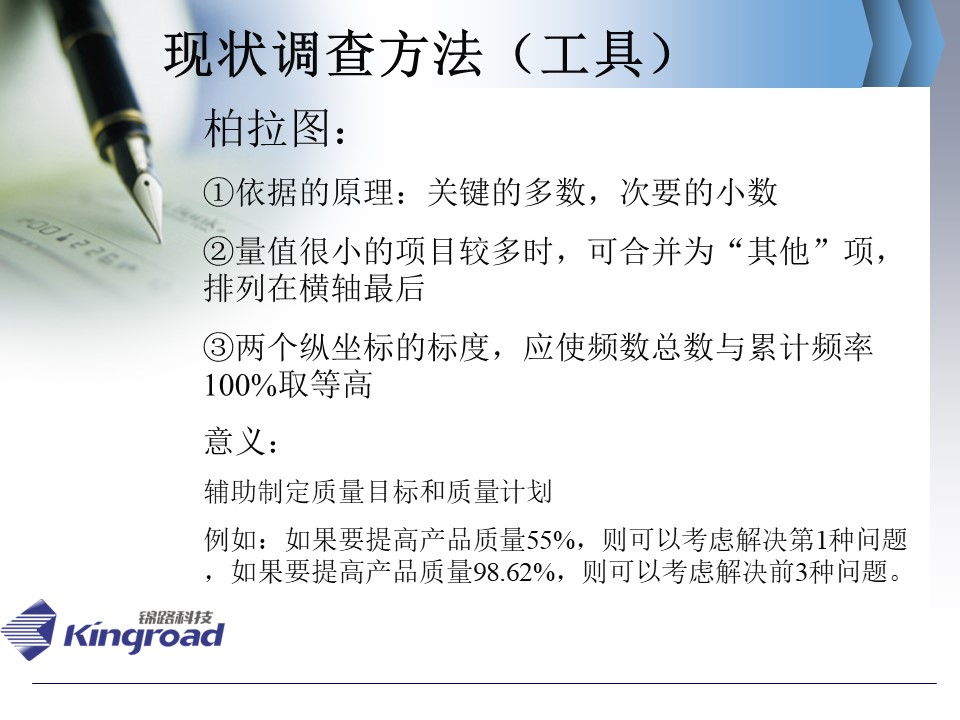 现状调查方法（工具）
柏拉图：
①依据的原理：关键的多数，次要的小数
②量值很小的项目较多时，可合并为“其他”项，
排列在横轴最后
③两个纵坐标的标度，应使频数总数与累计频率
100%取等高
意义：
辅助制定质量目标和质量计划
例如：如果要提高产品质量55%，则可以考虑解决第1种问题
，如果要提高产品质量98.62%，则可以考虑解决前3种问题。
锦路科技
Kingroad